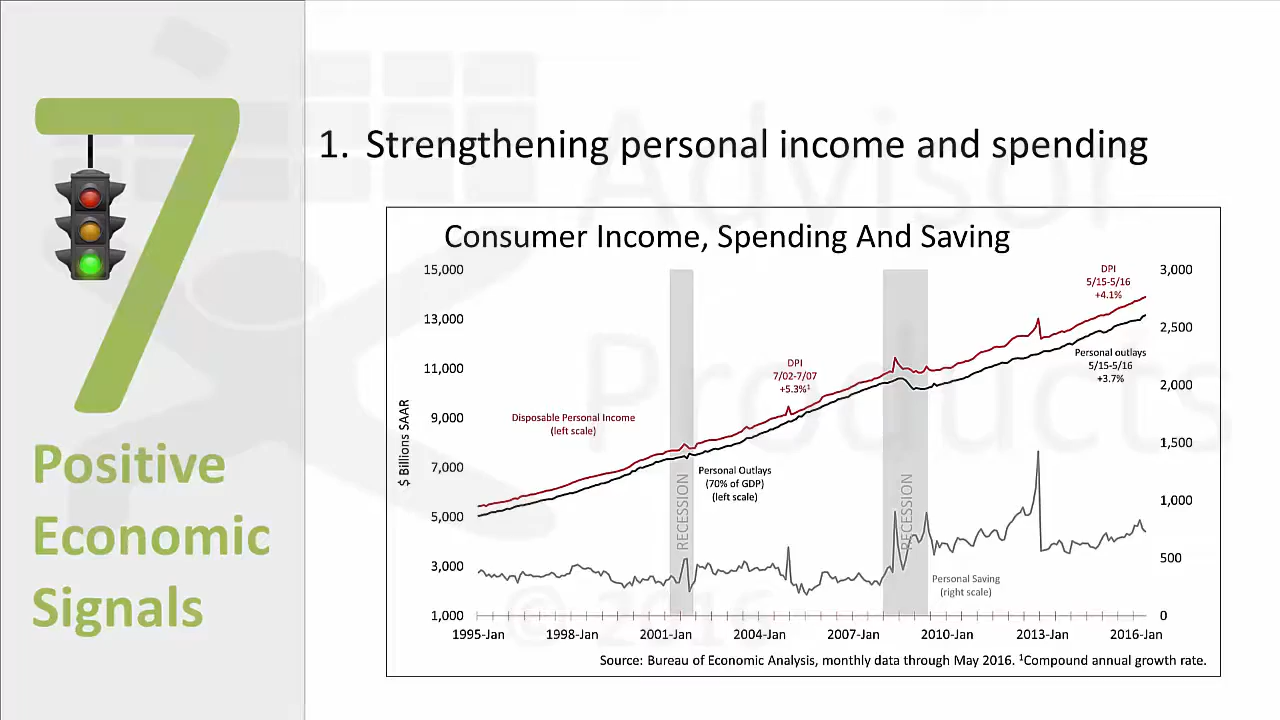 7
Positive
Economic
Signals
1. Strengthening personal income and spending
Consumer Income, Spending And Saving
15,000
13,000
11,000
9,000
7,000
5,000
3,000
1,000
$ Billions SAAR
3,000
2,500
2,000
1,500
1,000
500
0
DPI
5/15-5/16
+4.1%
Personal outlays
5/15-5/16
+3.7%
DPI
7/02-7/07
+5.3%¹
Disposable Personal Income
(left scale)
Personal Outlays
(70% of GDP)
(left scale)
RECESSION
RECESSION
Personal Saving
(right scale)
1995-Jan 1998-Jan 2001-Jan 2004-Jan 2007-Jan 2010-Jan 2013-Jan 2016-Jan
Source: Bureau of Economic Analysis, monthly data through May 2016. ¹Compound annual growth rate.
Advisor
Products
© 2016